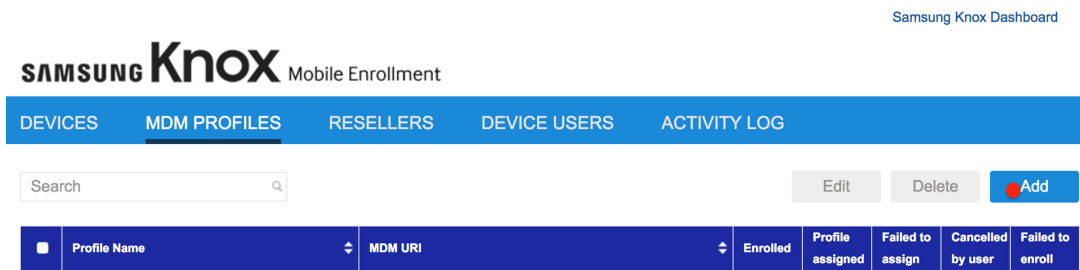 Samsung Knox Dashboard
SAMSUNG Knox Mobile Enrollment
DEVICES MDM PROFILES RESELLERS DEVICE USERS ACTIVITY LOG
Search Edit Delete Add
Profile Name MDM URI Enrolled Profile assigned Failed to assign Cancelled by user Failed to enroll